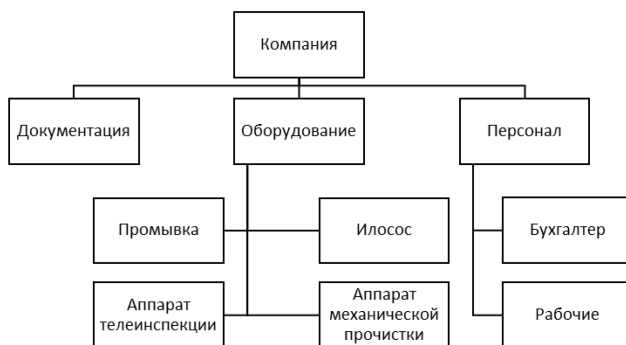 Компания
Документация
Оборудование
Персонал
Промывка
Илосос
Бухгалтер
Аппарат
телеинспекции
Аппарат
механической
прочистки
Рабочие